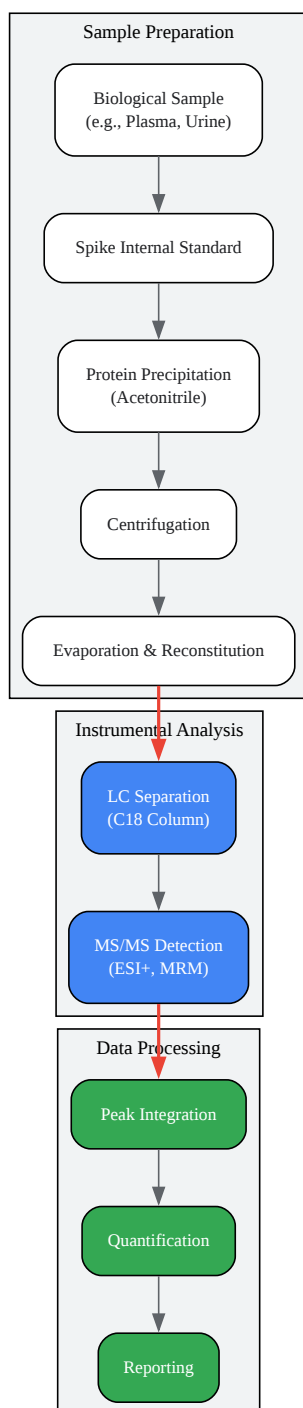 Sample Preparation
Biological Sample
(e.g., Plasma, Urine)
Spike Internal Standard
Protein Precipitation
(Acetonitrile)
Centrifugation
Evaporation & Reconstitution
Instrumental Analysis
LC Separation
(C18 Column)
MS/MS Detection
(ESI+, MRM)
Data Processing
Peak Integration
Quantification
Reporting